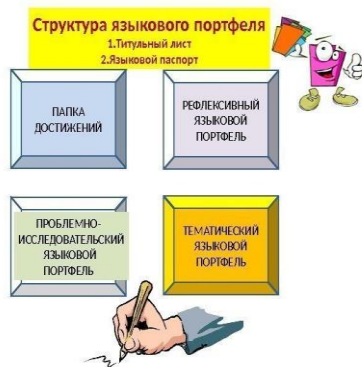 Структура языкового портфеля
1.Титульный лист
2.Языковой паспорт
ПАПКА
ДОСТИЖЕНИЙ
РЕФЛЕКСИВНЫЙ
ЯЗЫКОВОЙ
ПОРТФЕЛЬ
ПРОБЛЕМНО-
ИССЛЕДОВАТЕЛЬСКИЙ
ЯЗЫКОВОЙ
ПОРТФЕЛЬ
ТЕМАТИЧЕСКИЙ
ЯЗЫКОВОЙ
ПОРТФЕЛЬ